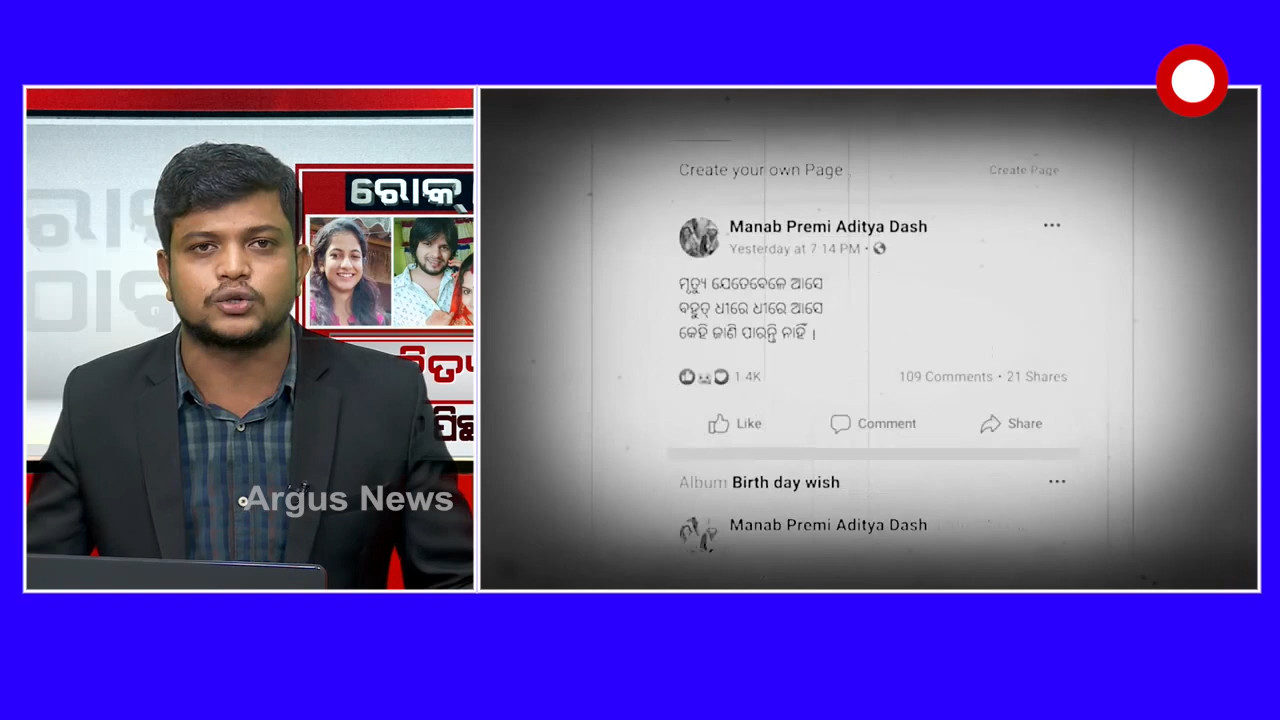 ରୋକ୍
Argus News
Create your own Page
Create Page
Manab Premi Aditya Dash
Yesterday at 7 14 PM
ମୃତ୍ୟୁ ଯେତେବେଳେ ଆସେ
ବହୁତ୍ ଧୀରେ ଧୀରେ ଆସେ
କେହି ଜାଣି ପାରନ୍ତି ନାହିଁ ।
1 4K
109 Comments • 21 Shares
Like
Comment
Share
Album Birth day wish
Manab Premi Aditya Dash